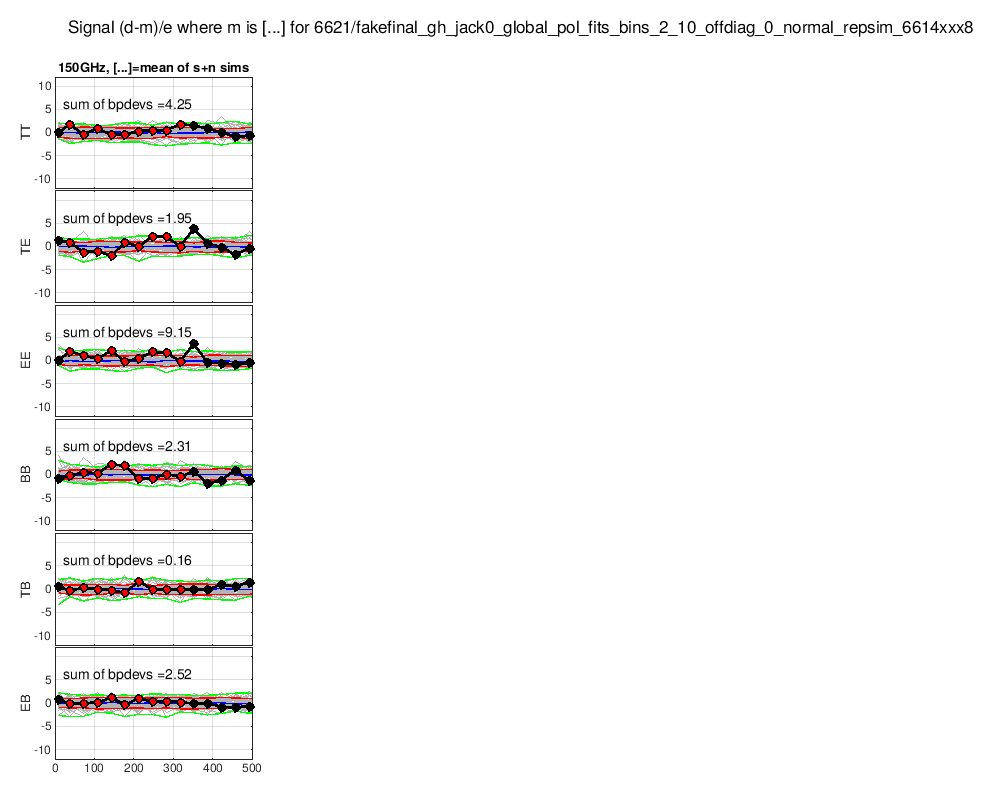 Signal (d-m)/e where m is [...] for 6621/fakefinal_gh_jack0_global_pol_fits_bins_2_10_offdiag_0_normal_repsim_6614xxx8
150GHz, [...]=mean of s+n sims
10
5
0
-5
-10
TT
sum of bpdevs =4.25
5
0
-5
-10
TE
sum of bpdevs =1.95
5
0
-5
-10
EE
sum of bpdevs =9.15
5
0
-5
-10
BB
sum of bpdevs =2.31
5
0
-5
-10
TB
sum of bpdevs =0.16
5
0
-5
-10
EB
sum of bpdevs =2.52
0 100 200 300 400 500